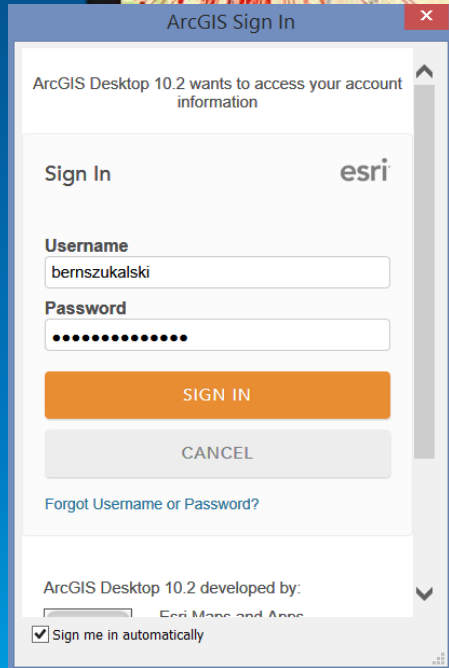 ArcGIS Sign In
ArcGIS Desktop 10.2 wants to access your account
information
Sign In
esri
Username
bernszukalski
Password
SIGN IN
CANCEL
Forgot Username or Password?
ArcGIS Desktop 10.2 developed by:
Esri Maps and Apps
Sign me in automatically